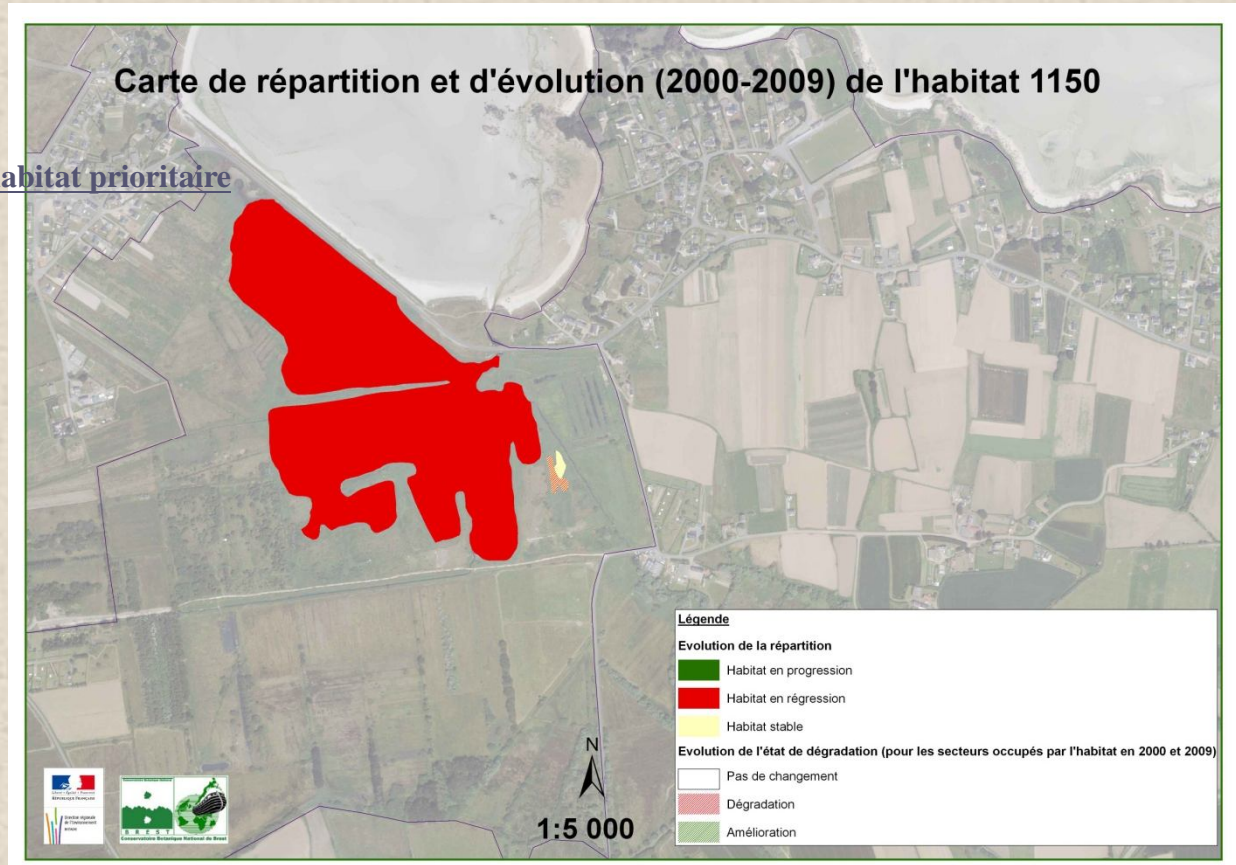 Carte de répartition et d'évolution (2000-2009) de l'habitat 1150
abitat prioritaire
Légende
Evolution de la répartition
Habitat en progression
Habitat en régression
Habitat stable
Evolution de l'état de dégradation (pour les secteurs occupés par l'habitat en 2000 et 2009)
Pas de changement
Dégradation
Amélioration
N
1:5 000
RÉPUBLIQUE FRANÇAISE
BREST
Conservatoire Botanique National de Brest